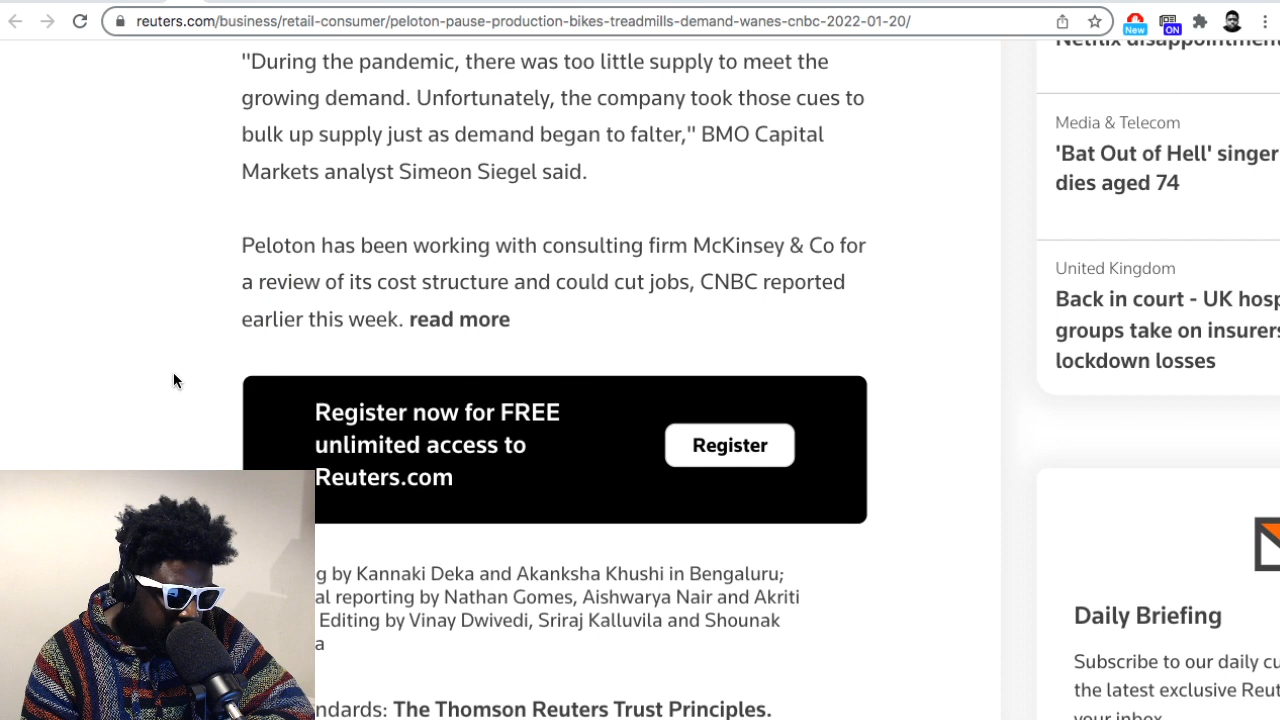 reuters.com/business/retail-consumer/peloton-pause-production-bikes-treadmills-demand-wanes-cnbc-2022-01-20/
New
ON
"During the pandemic, there was too little supply to meet the
growing demand. Unfortunately, the company took those cues to
bulk up supply just as demand began to falter," BMO Capital
Markets analyst Simeon Siegel said.
Peloton has been working with consulting firm McKinsey & Co for
a review of its cost structure and could cut jobs, CNBC reported
earlier this week. read more
Register now for FREE
unlimited access to
Reuters.com
Register
g by Kannaki Deka and Akanksha Khushi in Bengaluru;
al reporting by Nathan Gomes, Aishwarya Nair and Akriti
Editing by Vinay Dwivedi, Sriraj Kalluvila and Shounak
a
ndards: The Thomson Reuters Trust Principles.
Netflix disappointment
Media & Telecom
'Bat Out of Hell' singer
dies aged 74
United Kingdom
Back in court - UK hosp
groups take on insurers
lockdown losses
Daily Briefing
Subscribe to our daily cu
the latest exclusive Reut
your inbox